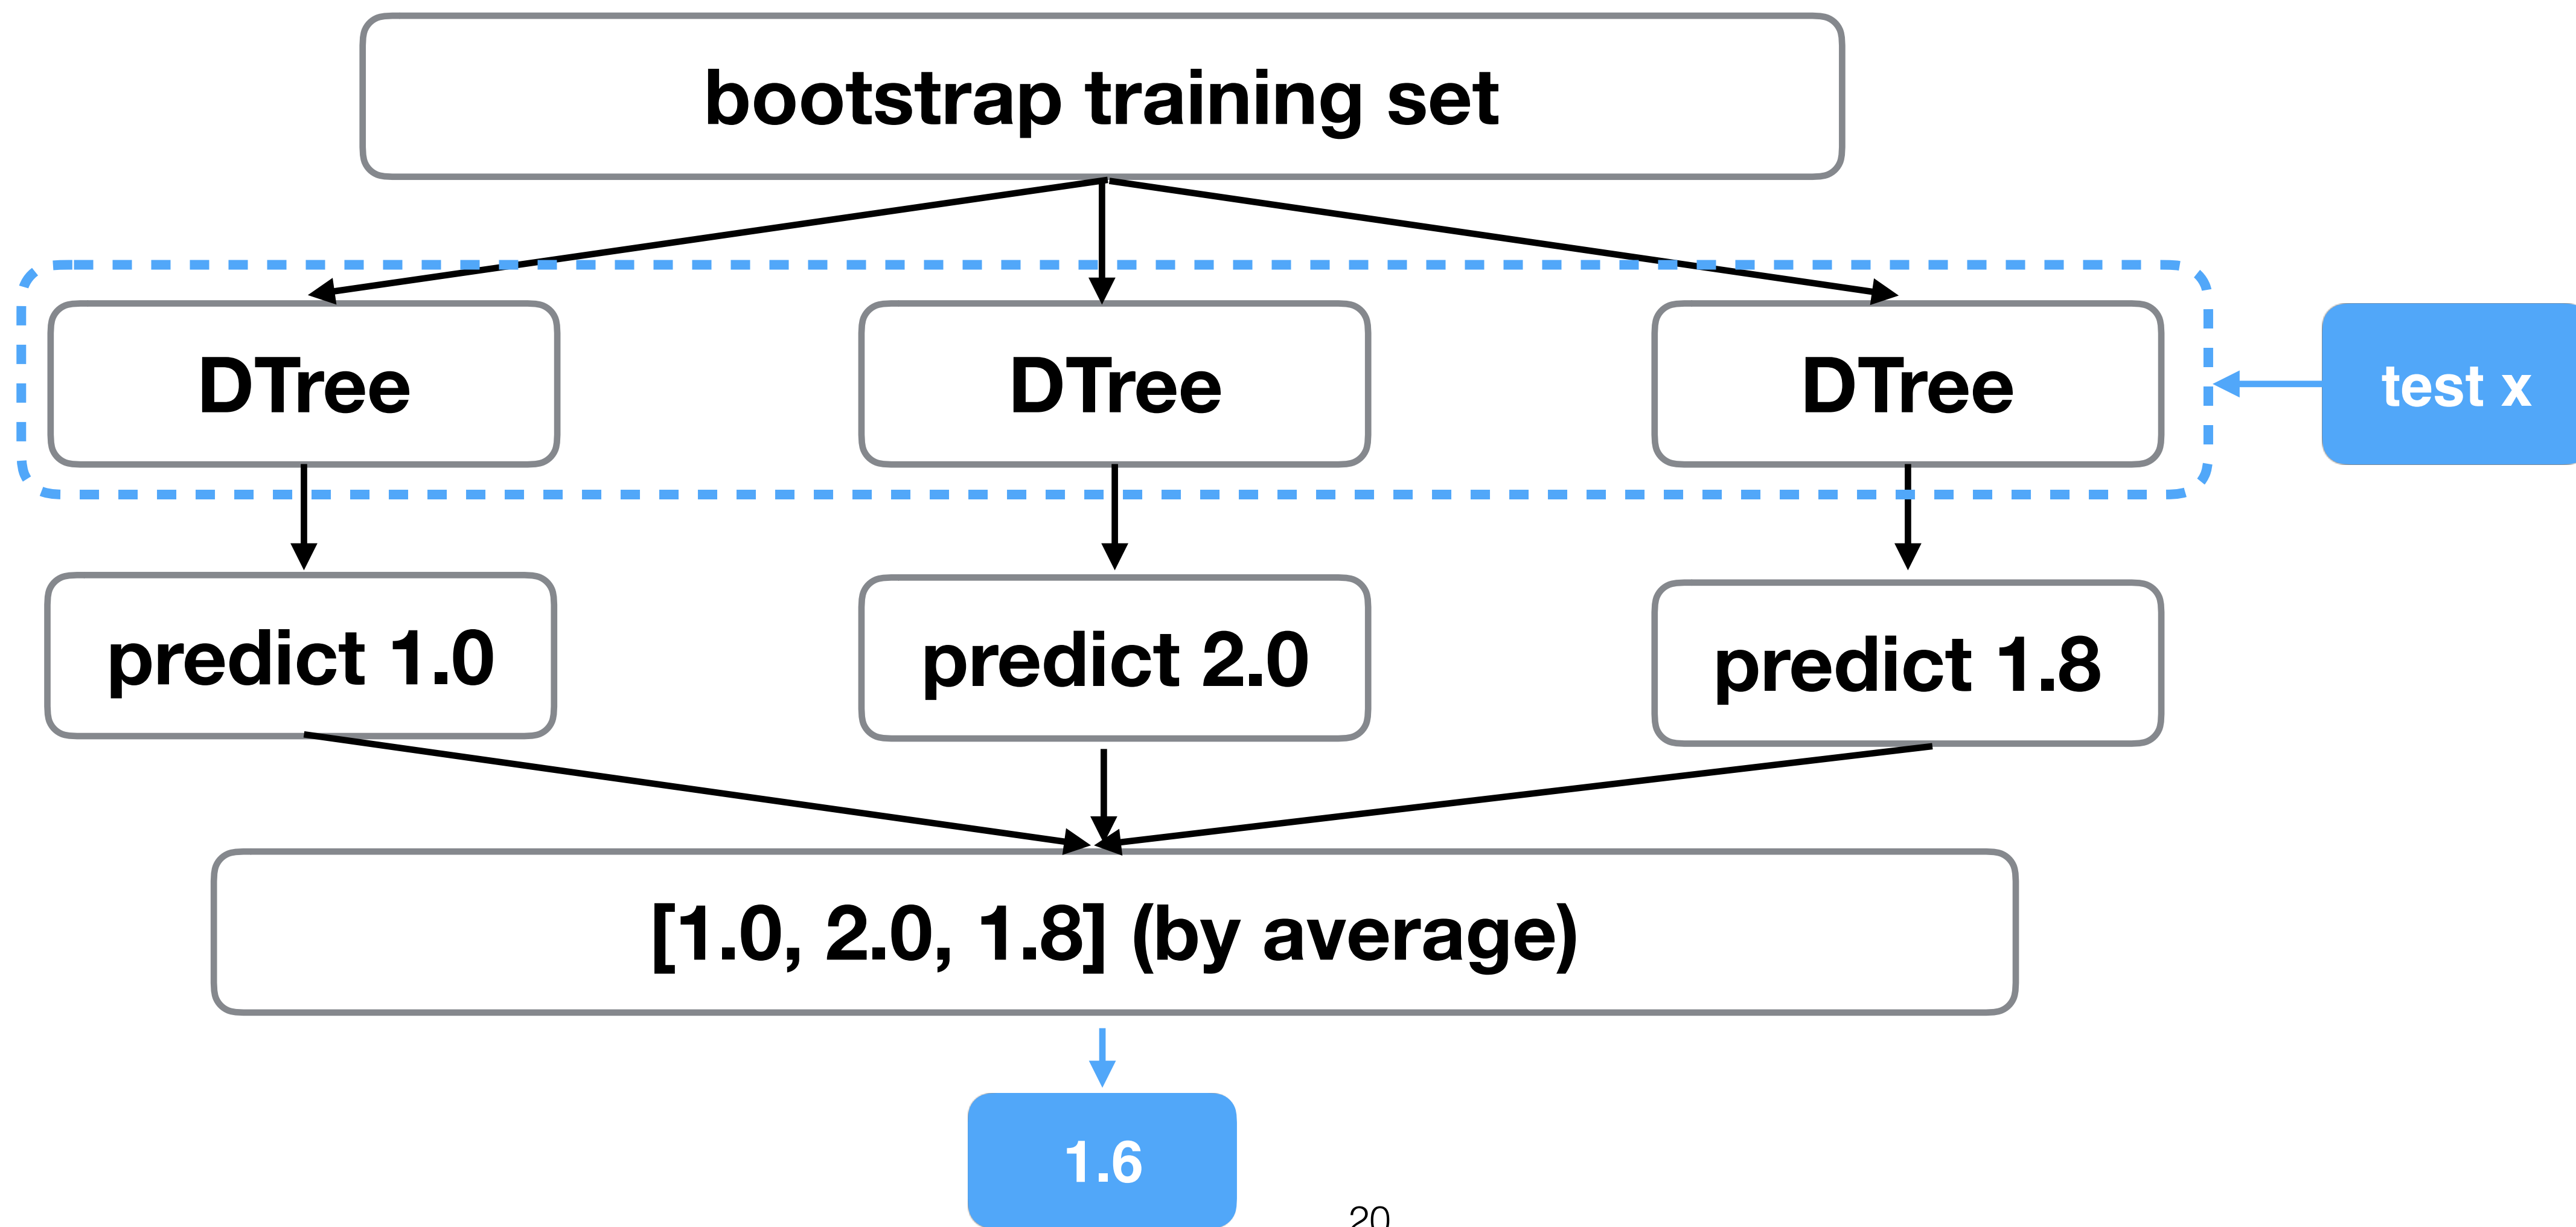 bootstrap training set
DTree
DTree
DTree
test x
predict 1.0
predict 2.0
predict 1.8
[1.0, 2.0, 1.8] (by average)
1.6
20